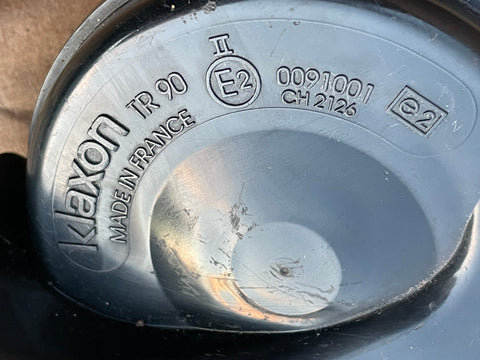 klaxon TR 90
MADE IN FRANCE
II
E2
0091001
CH 2126
e2
N